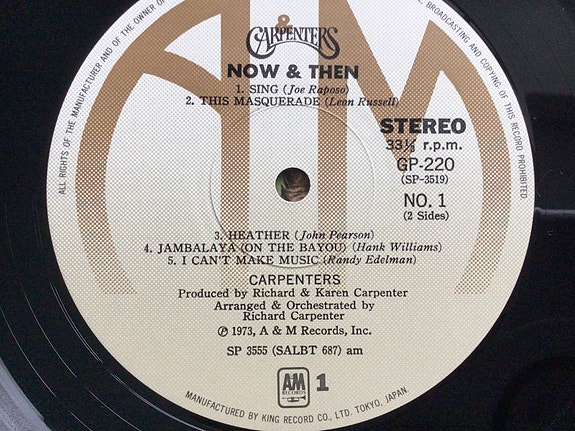 ALL RIGHTS OF THE MANUFACTURER AND OF THE OWNE
BROADCASTING AND COPYING OF THIS RECORD PROHIBITED.
A & M
CARPENTERS
NOW & THEN
1. SING (Joe Raposo)
2. THIS MASQUERADE (Leon Russell)
STEREO
33⅓ r.p.m.
GP-220
(SP-3519)
NO. 1
(2 Sides)
3. HEATHER (John Pearson)
4. JAMBALAYA (ON THE BAYOU) (Hank Williams)
5. I CAN'T MAKE MUSIC (Randy Edelman)
CARPENTERS
Produced by Richard & Karen Carpenter
Arranged & Orchestrated by
Richard Carpenter
℗ 1973, A & M Records, Inc.
SP 3555 (SALBT 687) am
AM
RECORDS
1
MANUFACTURED BY KING RECORD CO., LTD. TOKYO, JAPAN.